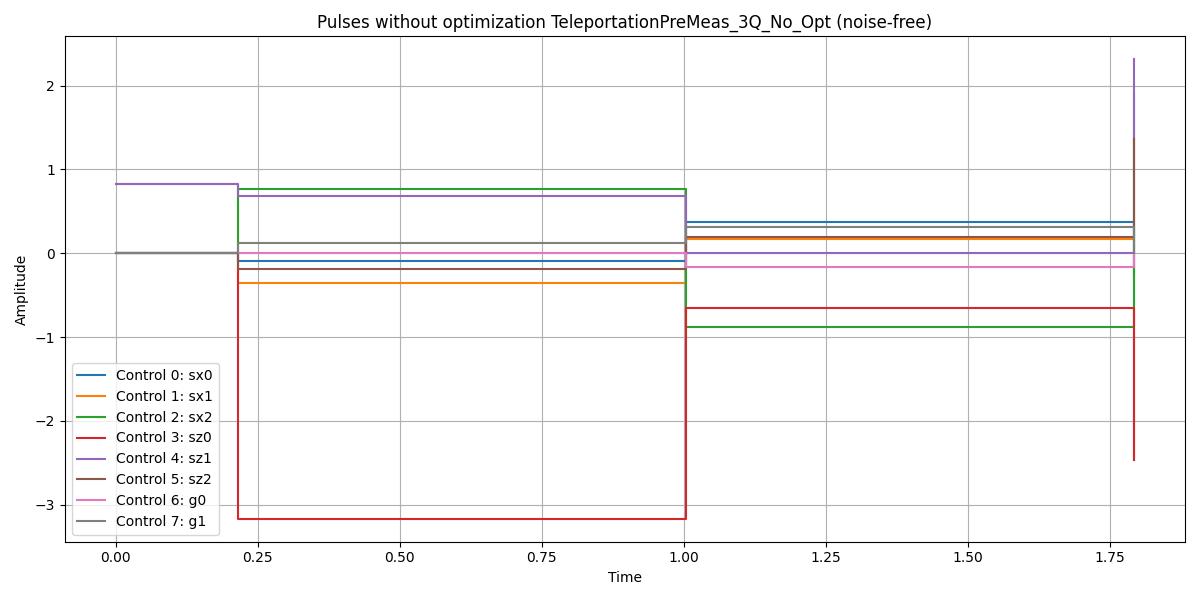 Pulses without optimization TeleportationPreMeas_3Q_No_Opt (noise-free)
2
1
0
−1
−2
−3
Amplitude
Control 0: sx0
Control 1: sx1
Control 2: sx2
Control 3: sz0
Control 4: sz1
Control 5: sz2
Control 6: g0
Control 7: g1
0.00 0.25 0.50 0.75 1.00 1.25 1.50 1.75
Time